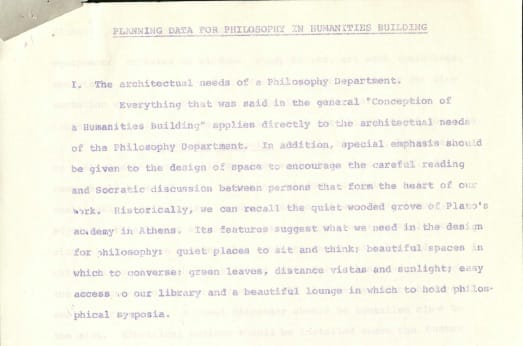 PLANNING DATA FOR PHILOSOPHY IN HUMANITIES BUILDING
I. The architectural needs of a Philosophy Department.
Everything that was said in the general "Conception of
a Humanities Building" applies directly to the architectural needs
of the Philosophy Department. In addition, special emphasis should
be given to the design of space to encourage the careful reading
and Socratic discussion between persons that form the heart of our
work. Historically, we can recall the quiet wooded grove of Plato's
academy in Athens. Its features suggest what we need in the design
for philosophy: quiet places to sit and think; beautiful spaces in
which to converse; green leaves, distance vistas and sunlight; easy
access to our library and a beautiful lounge in which to hold philos-
phical symposia.